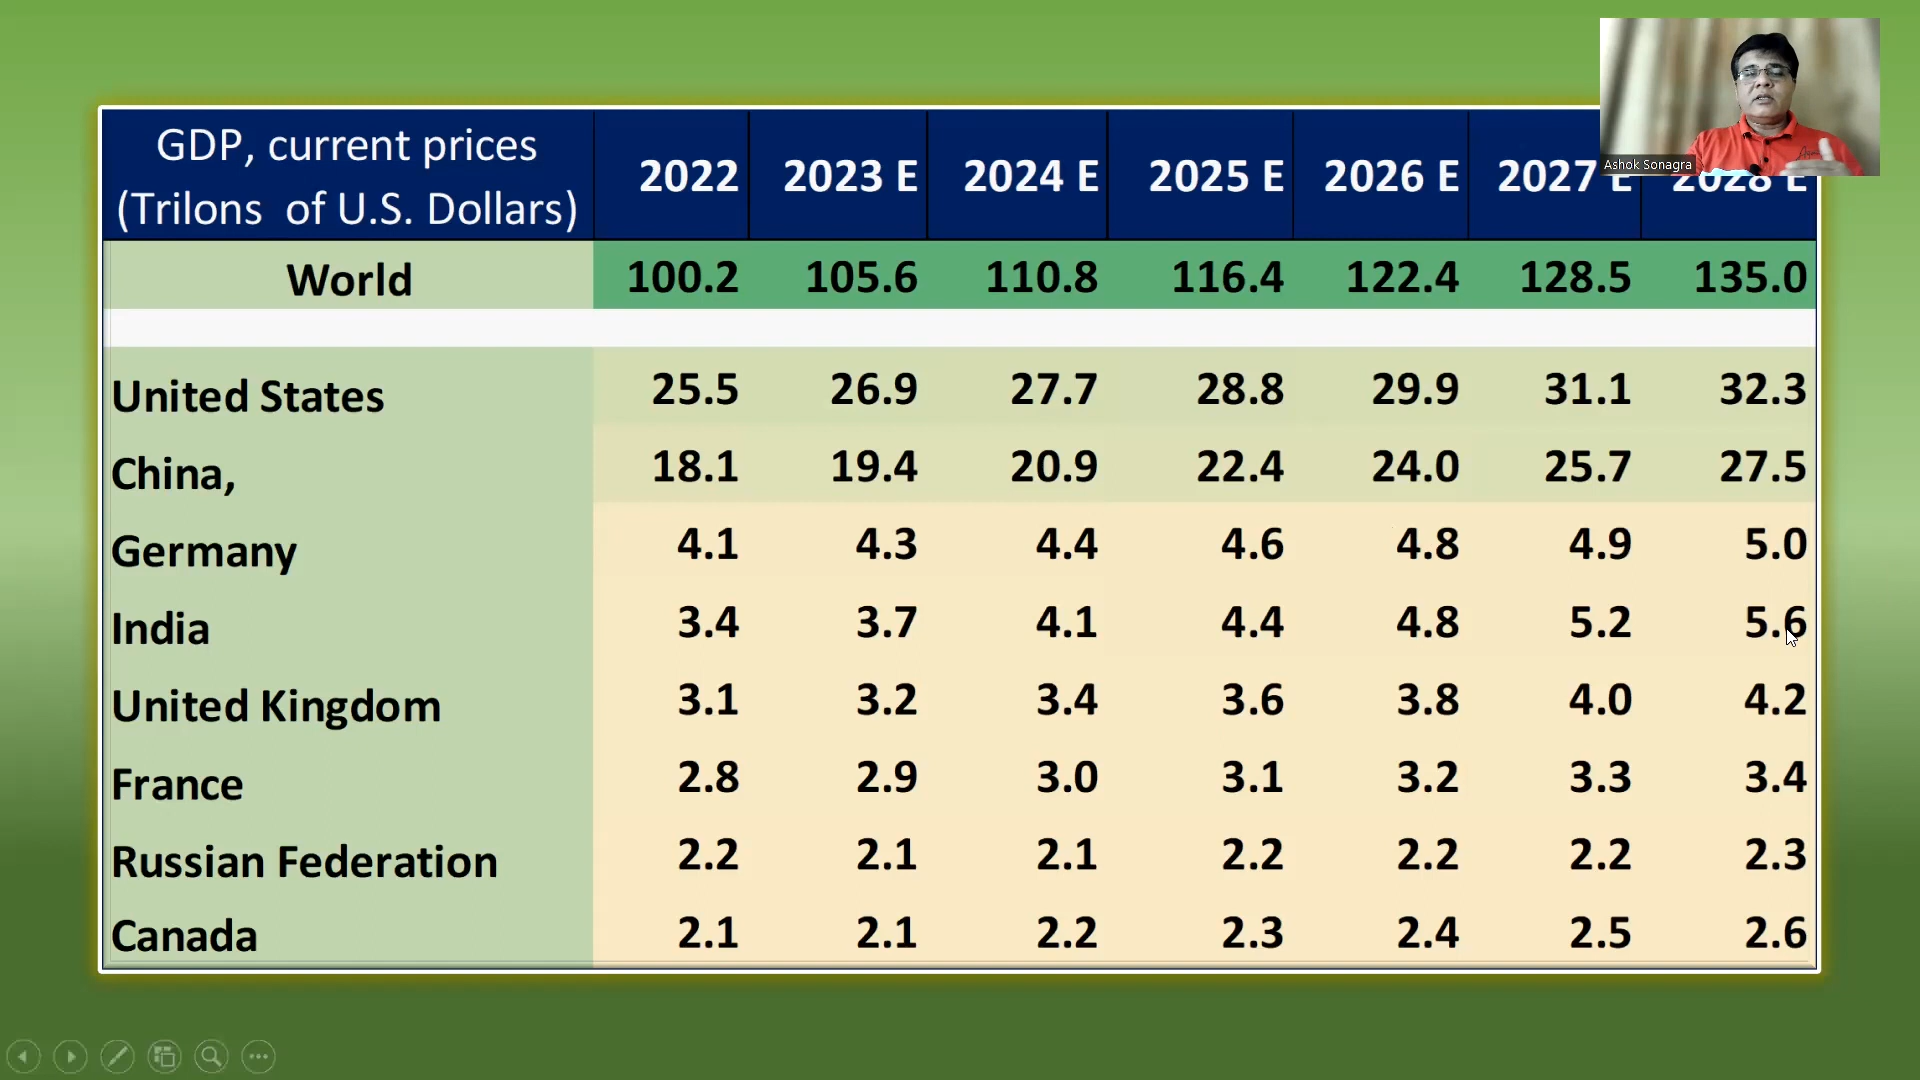 GDP, current prices
(Trilons of U.S. Dollars) 2022 2023 E 2024 E 2025 E 2026 E 2027 E 2028 E
Ashok Sonagra
World 100.2 105.6 110.8 116.4 122.4 128.5 135.0
United States 25.5 26.9 27.7 28.8 29.9 31.1 32.3
China, 18.1 19.4 20.9 22.4 24.0 25.7 27.5
Germany 4.1 4.3 4.4 4.6 4.8 4.9 5.0
India 3.4 3.7 4.1 4.4 4.8 5.2 5.6
United Kingdom 3.1 3.2 3.4 3.6 3.8 4.0 4.2
France 2.8 2.9 3.0 3.1 3.2 3.3 3.4
Russian Federation 2.2 2.1 2.1 2.2 2.2 2.2 2.3
Canada 2.1 2.1 2.2 2.3 2.4 2.5 2.6